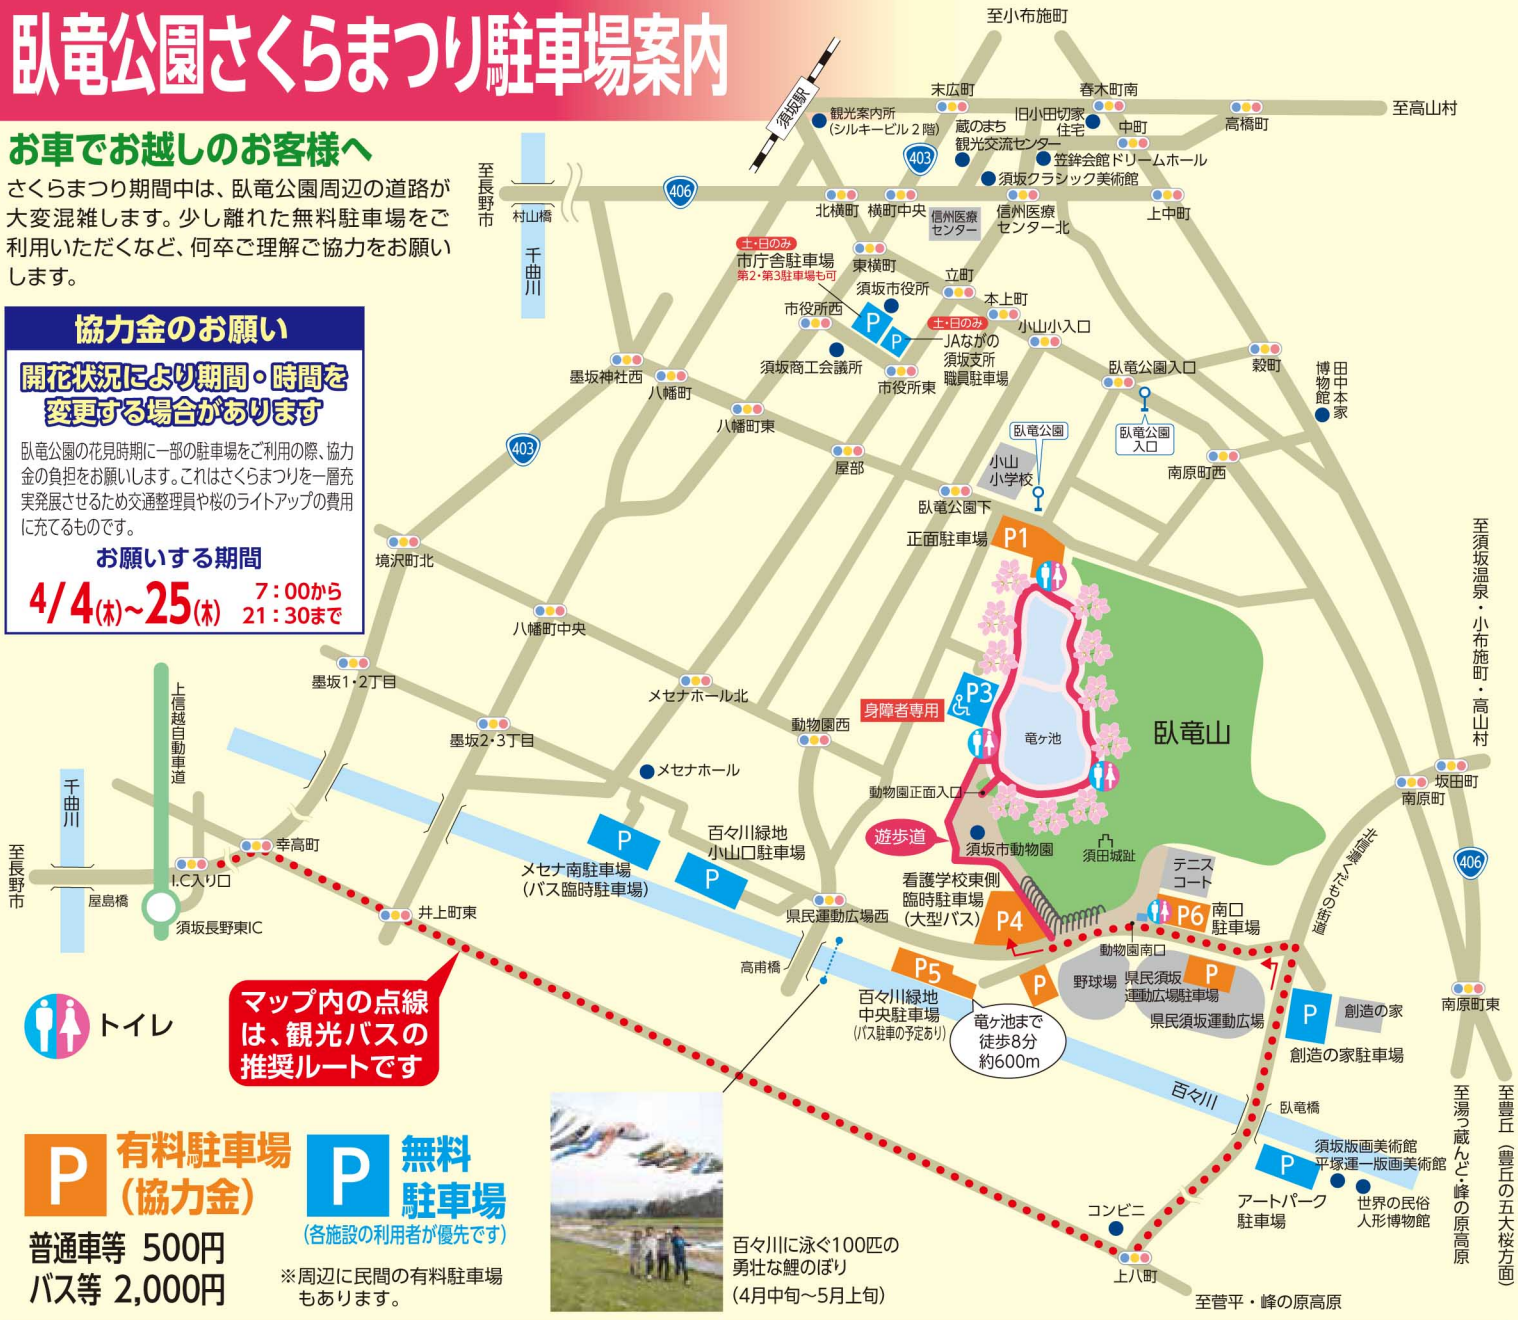 臥竜公園さくらまつり駐車場案内
お車でお越しのお客様へ
さくらまつり期間中は、臥竜公園周辺の道路が
大変混雑します。少し離れた無料駐車場をご
利用いただくなど、何卒ご理解ご協力をお願い
します。
協力金のお願い
開花状況により期間・時間を
変更する場合があります
臥竜公園の花見時期に一部の駐車場をご利用の際、協力
金の負担をお願いします。これはさくらまつりを一層充
実発展させるため交通整理員や桜のライトアップの費用
に充てるものです。
お願いする期間
4/4(木)~25(木)
7:00から
21:30まで
至小布施町
須坂駅
観光案内所
(シルキービル2階)
末広町
春木町南
旧小田切家
住宅
中町
高橋町
至高山村
403
蔵のまち
観光交流センター
笠鉾会館ドリームホール
須坂クラシック美術館
至長野市
村山橋
千曲川
406
北横町
横町中央
信州医療
センター
信州医療
センター北
上中町
土・日のみ
市庁舎駐車場
第2・第3駐車場も可
東横町
須坂市役所
立町
本上町
小山小入口
市役所西
P
P
土・日のみ
JAながの
須坂支所
職員駐車場
須坂商工会議所
市役所東
臥竜公園入口
穀町
田中本家
博物館
墨坂神社西
八幡町
八幡町東
403
屋部
臥竜公園
臥竜公園
入口
小山
小学校
南原町西
臥竜公園下
正面駐車場
P1
境沢町北
八幡町中央
至須坂温泉・小布施町・高山村
墨坂1・2丁目
メセナホール北
身障者専用
P3
竜ヶ池
臥竜山
上信越自動車道
墨坂2・3丁目
動物園西
メセナホール
動物園正面入口
坂田町
南原町
千曲川
至長野市
屋島橋
I.C入り口
幸高町
須坂長野東IC
井上町東
P
メセナ南駐車場
(バス臨時駐車場)
百々川緑地
小山口駐車場
P
遊歩道
須坂市動物園
須田城趾
テニス
コート
北信濃くだもの街道
406
看護学校東側
臨時駐車場
(大型バス)
P4
県民運動広場西
高甫橋
P6
南口
駐車場
動物園南口
P5
百々川緑地
中央駐車場
(バス駐車の予定あり)
P
野球場
県民須坂
運動広場駐車場
P
県民須坂運動広場
竜ヶ池まで
徒歩8分
約600m
P
創造の家
創造の家駐車場
南原町東
トイレ
マップ内の点線
は、観光バスの
推奨ルートです
百々川
臥竜橋
須坂版画美術館
平塚運一版画美術館
P
アートパーク
駐車場
世界の民俗
人形博物館
至湯っ蔵んど・峰の原高原
至豊丘(豊丘の五大桜方面)
コンビニ
上八町
至菅平・峰の原高原
P
有料駐車場
(協力金)
普通車等 500円
バス等 2,000円
P
無料
駐車場
(各施設の利用者が優先です)
※周辺に民間の有料駐車場
もあります。
百々川に泳ぐ100匹の
勇壮な鯉のぼり
(4月中旬~5月上旬)